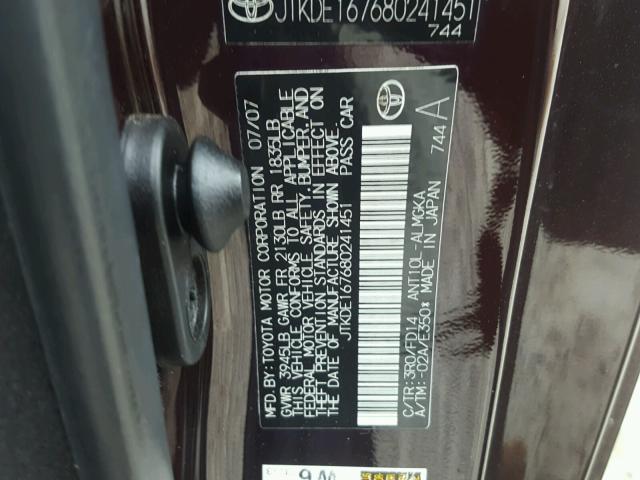 JTKDE167680241451
744
MFD. BY: TOYOTA MOTOR CORPORATION 07/07
GVWR 3945LB GAWR FR 2130LB RR 1835LB
THIS VEHICLE CONFORMS TO ALL APPLICABLE
FEDERAL MOTOR VEHICLE SAFETY, BUMPER, AND
THEFT PREVENTION STANDARDS IN EFFECT ON
THE DATE OF MANUFACTURE SHOWN ABOVE.
JTKDE167680241451 PASS CAR
C/TR: 3R0/FD14 ANT10L-ALMGKA 744 A
A/TM: -02A/E350* MADE IN JAPAN